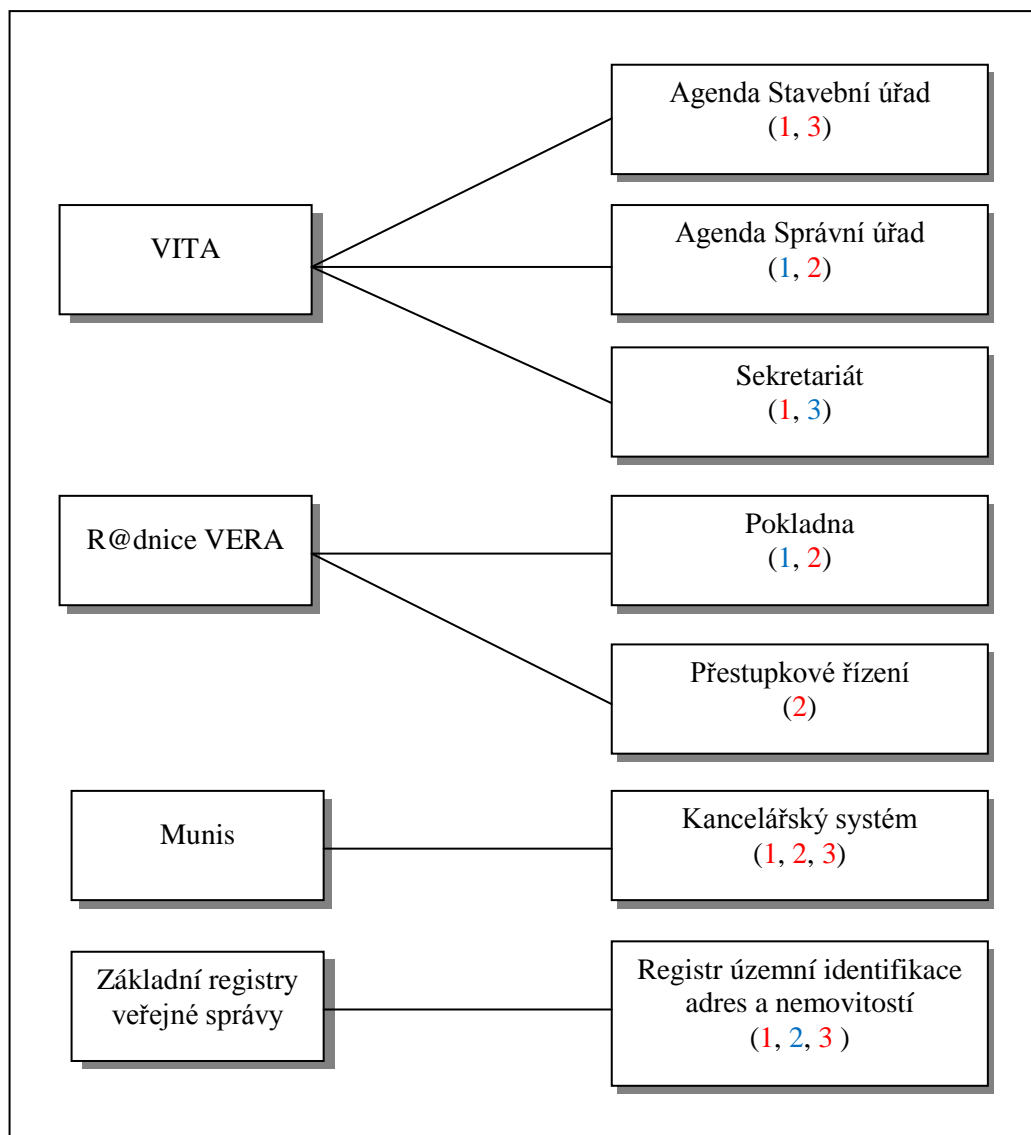 Agenda Stavební úřad
(1, 3)
VITA
Agenda Správní úřad
(1, 2)
Sekretariát
(1, 3)
R@dnice VERA
Pokladna
(1, 2)
Přestupkové řízení
(2)
Munis
Kancelářský systém
(1, 2, 3)
Základní registry
veřejné správy
Registr územní identifikace
adres a nemovitostí
(1, 2, 3 )